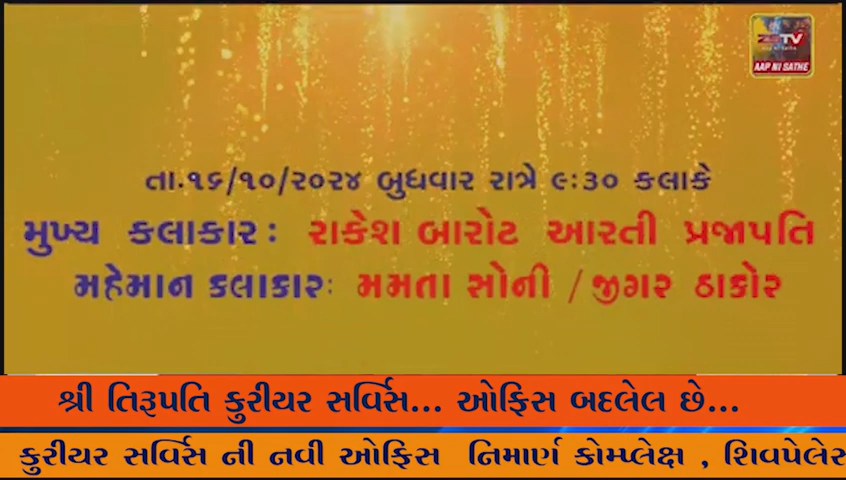 TV
AAP NI SATHE
તા.૧૬/૧૦/૨૦૨૪ બુધવાર રાત્રે ૯:૩૦ કલાકે
મુખ્ય કલાકાર : રાકેશ બારોટ આરતી પ્રજાપતિ
મહેમાન કલાકાર: મમતા સોની / જીગર ઠાકોર
શ્રી તિરૂપતિ કુરીયર સર્વિસ... ઓફિસ બદલેલ છે...
કુરીયર સર્વિસ ની નવી ઓફિસ નિમાર્ણ કોમ્પ્લેક્ષ , શિવપેલેસ